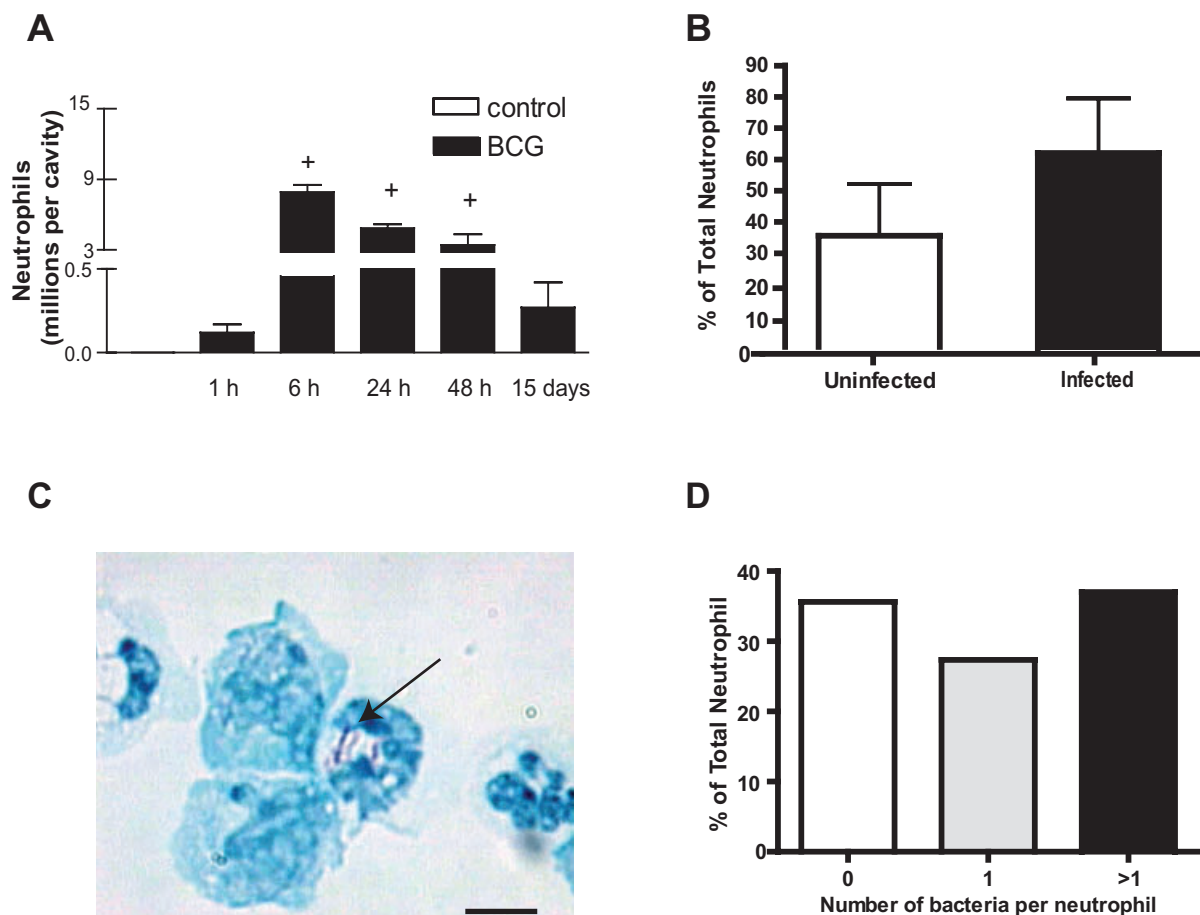 A
Neutrophils
(millions per cavity)
15
9
3
0.5
0.0
control
BCG
+
+
+
1 h
6 h
24 h
48 h
15 days
B
% of Total Neutrophils
90
80
70
60
50
40
30
20
10
0
Uninfected
Infected
C
D
% of Total Neutrophil
40
30
20
10
0
0
1
>1
Number of bacteria per neutrophil